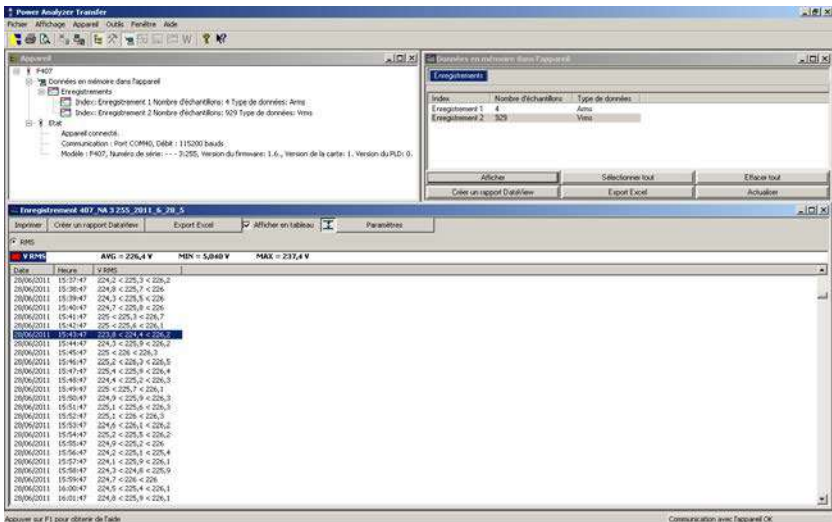 Power Analyzer Transfer
Fichier Affichage Appareil Outils Fenêtre Aide
Appareil
F407
Données en mémoire dans l'appareil
Enregistrements
Index: Enregistrement 1 Nombre d'échantillons: 4 Type de données: Arms
Index: Enregistrement 2 Nombre d'échantillons: 929 Type de données: Vrms
Etat
Appareil connecté.
Communication : Port COM40, Débit : 115200 bauds
Modèle : F407, Numéro de série: - - - 3:255, Version du firmware: 1.6., Version de la carte: 1. Version du PLD: 0.
Données en mémoire dans l'appareil
Enregistrements
Index Nombre d'échantillons Type de données
Enregistrement 1 4 Arms
Enregistrement 2 929 Vrms
Afficher Sélectionner tout Effacer tout
Créer un rapport DataView Export Excel Actualiser
Enregistrement 407_NA 3 255_2011_6_28_5
Imprimer Créer un rapport DataView Export Excel Afficher en tableau Paramètres
RMS
V RMS AVG = 226,4 V MIN = 5,040 V MAX = 237,4 V
Date Heure V RMS
28/06/2011 15:37:47 224,2 < 225,3 < 226,2
28/06/2011 15:38:47 224,8 < 225,7 < 226
28/06/2011 15:39:47 224,3 < 225,5 < 226
28/06/2011 15:40:47 224,7 < 225,8 < 226
28/06/2011 15:41:47 225 < 225,3 < 226,7
28/06/2011 15:42:47 225 < 225,6 < 226,1
28/06/2011 15:43:47 223,8 < 224,4 < 226,2
28/06/2011 15:44:47 224,3 < 225,9 < 226,2
28/06/2011 15:45:47 225 < 226 < 226,3
28/06/2011 15:46:47 225,2 < 226,3 < 226,5
28/06/2011 15:47:47 225,4 < 225,9 < 226,4
28/06/2011 15:48:47 224,4 < 225,2 < 226,3
28/06/2011 15:49:47 225 < 225,7 < 226,1
28/06/2011 15:50:47 224,9 < 225,9 < 226,3
28/06/2011 15:51:47 225,1 < 225,6 < 226,3
28/06/2011 15:52:47 225,1 < 226 < 226,3
28/06/2011 15:53:47 224,6 < 226,1 < 226,2
28/06/2011 15:54:47 225,2 < 225,5 < 226,2
28/06/2011 15:55:47 224,9 < 225,2 < 226
28/06/2011 15:56:47 224,2 < 225,1 < 225,4
28/06/2011 15:57:47 224,1 < 225,9 < 226,1
28/06/2011 15:58:47 224,3 < 224,8 < 225,9
28/06/2011 15:59:47 224,7 < 226 < 226
28/06/2011 16:00:47 224,5 < 225,4 < 226,1
28/06/2011 16:01:47 224,8 < 225,9 < 226,1
Appuyer sur F1 pour obtenir de l'aide Communication avec l'appareil OK